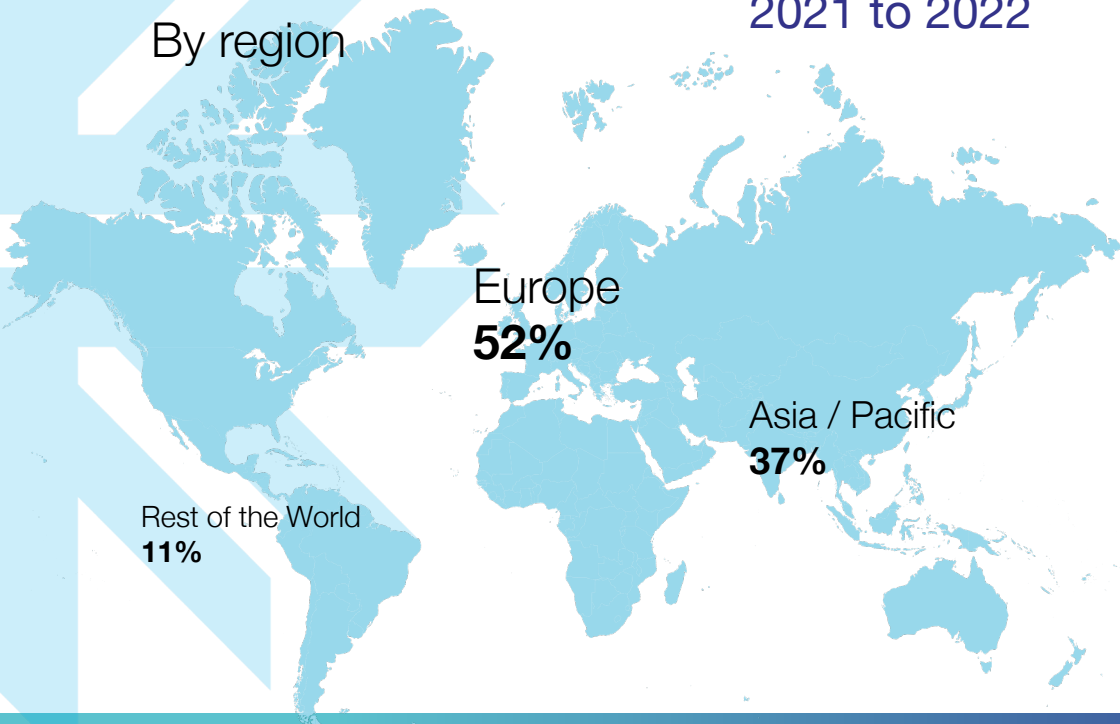 2021 to 2022
By region
Europe
52%
Asia / Pacific
37%
Rest of the World
11%